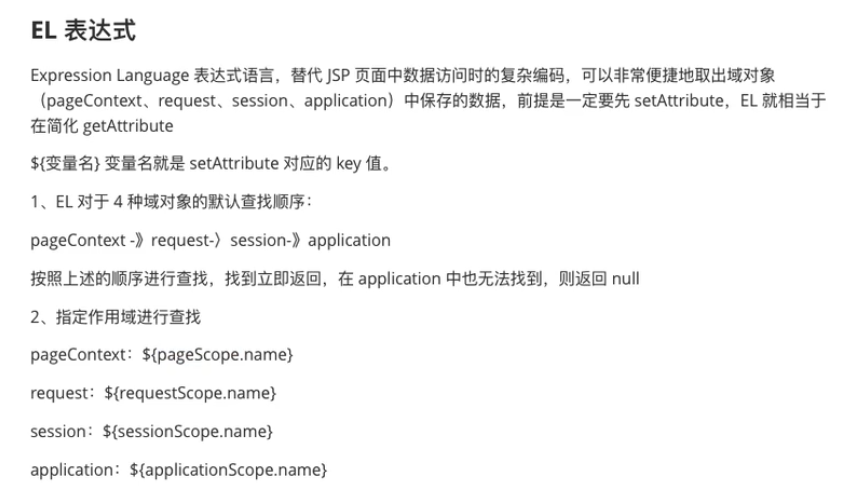 EL 表达式
Expression Language 表达式语言，替代 JSP 页面中数据访问时的复杂编码，可以非常便捷地取出域对象
（pageContext、request、session、application）中保存的数据，前提是一定要先 setAttribute，EL 就相当于
在简化 getAttribute
${变量名} 变量名就是 setAttribute 对应的 key 值。
1、EL 对于 4 种域对象的默认查找顺序：
pageContext -》request-〉session-》application
按照上述的顺序进行查找，找到立即返回，在 application 中也无法找到，则返回 null
2、指定作用域进行查找
pageContext：${pageScope.name}
request：${requestScope.name}
session：${sessionScope.name}
application：${applicationScope.name}